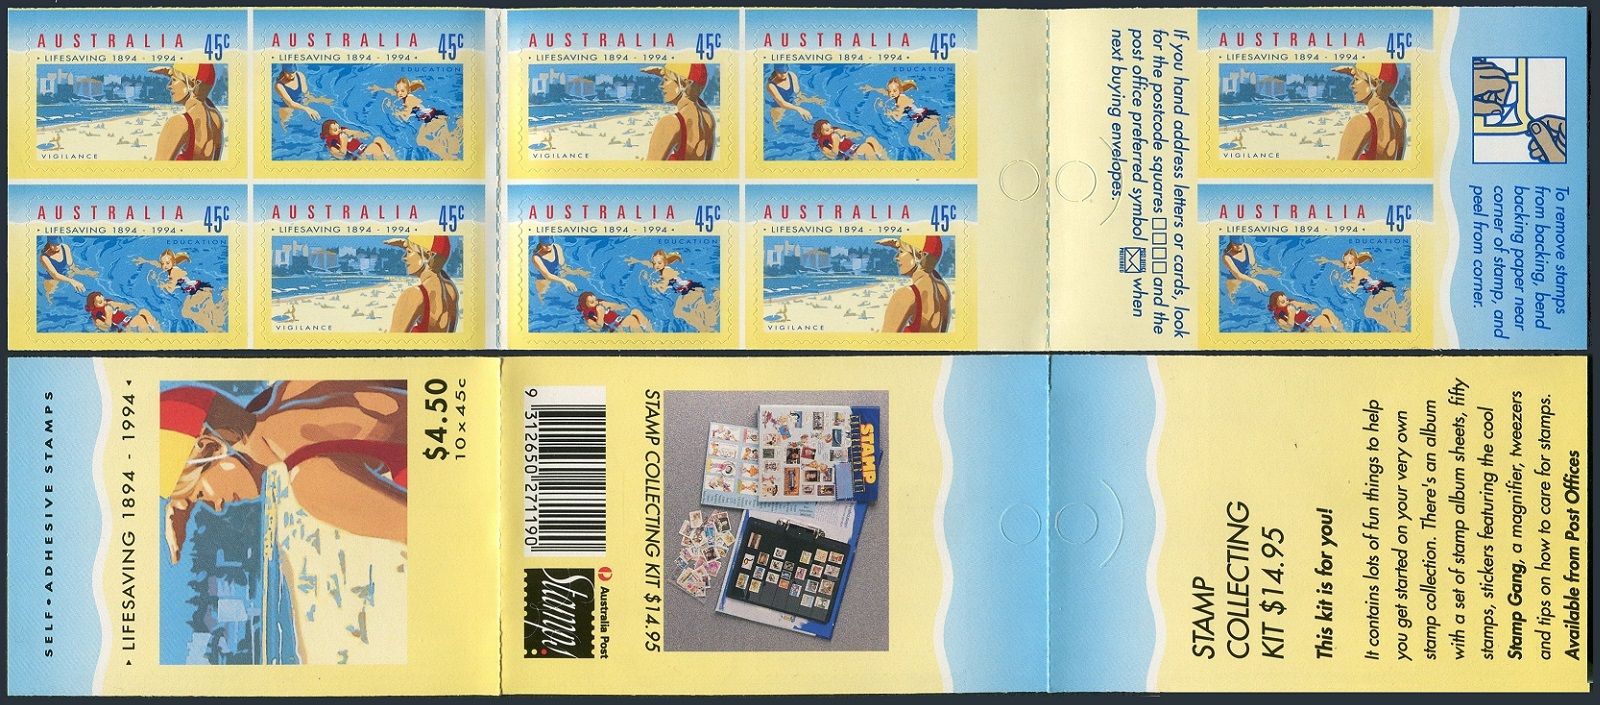 AUSTRALIA 45c
• LIFESAVING 1894 - 1994 •
VIGILANCE
AUSTRALIA 45c
• LIFESAVING 1894 - 1994 •
EDUCATION
AUSTRALIA 45c
• LIFESAVING 1894 - 1994 •
VIGILANCE
AUSTRALIA 45c
• LIFESAVING 1894 - 1994 •
EDUCATION
If you hand address letters or cards, look
for the postcode squares □□□□ and the
post office preferred symbol when
next buying envelopes.
AUSTRALIA 45c
• LIFESAVING 1894 - 1994 •
VIGILANCE
To remove stamps
from backing, bend
backing paper near
corner of stamp, and
peel from corner.
AUSTRALIA 45c
• LIFESAVING 1894 - 1994 •
EDUCATION
AUSTRALIA 45c
• LIFESAVING 1894 - 1994 •
VIGILANCE
AUSTRALIA 45c
• LIFESAVING 1894 - 1994 •
EDUCATION
AUSTRALIA 45c
• LIFESAVING 1894 - 1994 •
VIGILANCE
AUSTRALIA 45c
• LIFESAVING 1894 - 1994 •
EDUCATION
SELF • ADHESIVE STAMPS
• LIFESAVING 1894 - 1994 •
$4.50
10 x 45c
9 312650 271190
Australia Post
Stamps
STAMP COLLECTING KIT $14.95
STAMP
STAMP
COLLECTING
KIT $14.95
This kit is for you!
It contains lots of fun things to help
you get started on your very own
stamp collection. There's an album
with a set of stamp album sheets, fifty
stamps, stickers featuring the cool
Stamp Gang, a magnifier, tweezers
and tips on how to care for stamps.
Available from Post Offices